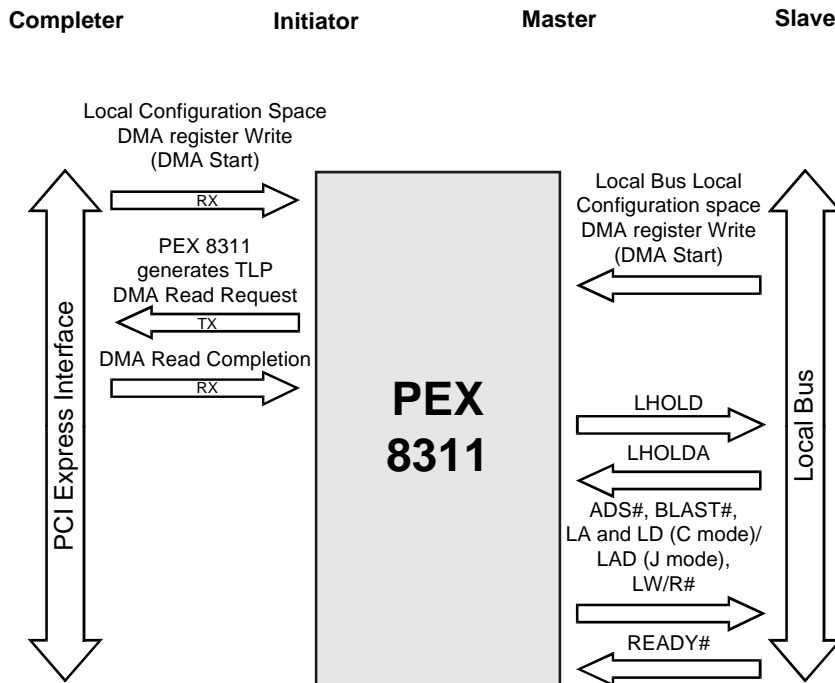 Completer
Initiator
Master
Slave
Local Configuration Space
DMA register Write
(DMA Start)
RX
PEX 8311
generates TLP
DMA Read Request
TX
DMA Read Completion
RX
PCI Express Interface
PEX
8311
Local Bus Local
Configuration space
DMA register Write
(DMA Start)
LHOLD
LHOLDA
ADS#, BLAST#,
LA and LD (C mode)/
LAD (J mode),
LW/R#
READY#
Local Bus